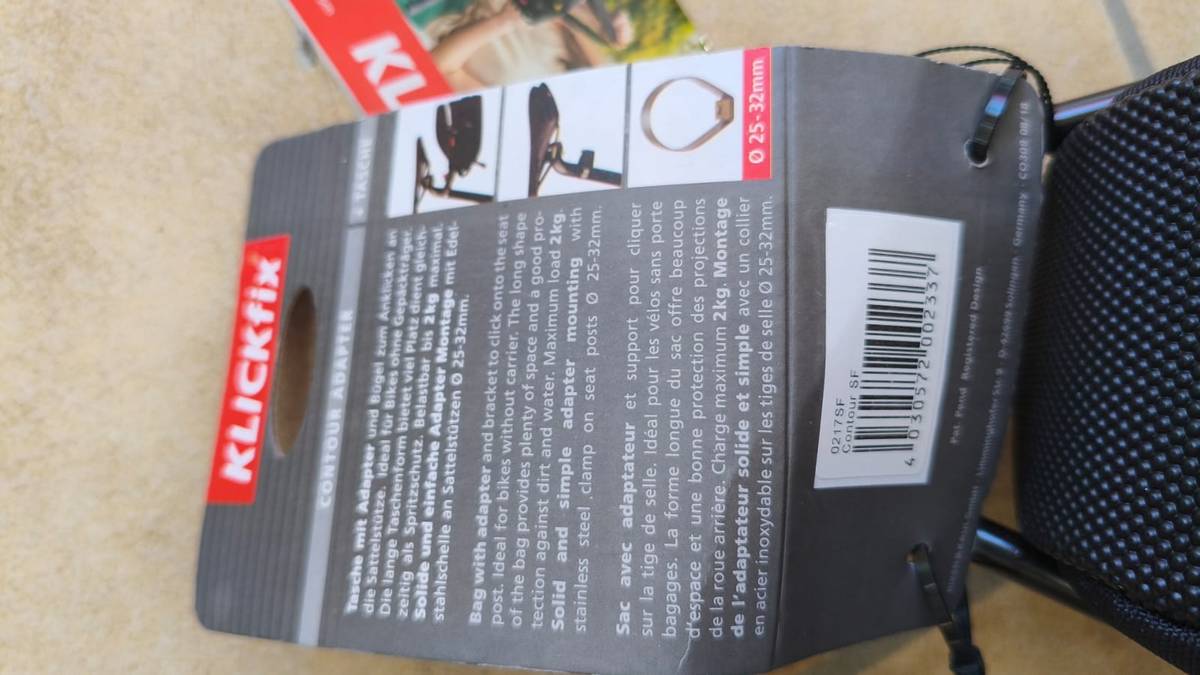 KL
KLICKfix
CONTOUR ADAPTER
+ TASCHE
Tasche mit Adapter und Bügel zum Anklicken an
die Sattelstütze. Ideal für Bikes ohne Gepäckträger.
Die lange Taschenform bietet viel Platz dient gleich-
zeitig als Spritzschutz. Belastbar bis 2kg maximal.
Solide und einfache Adapter Montage mit Edel-
stahlschelle an Sattelstützen Ø 25-32mm.
Bag with adapter and bracket to click onto the seat
post. Ideal for bikes without carrier. The long shape
of the bag provides plenty of space and a good pro-
tection against dirt and water. Maximum load 2kg.
Solid and simple adapter mounting with
stainless steel clamp on seat posts Ø 25-32mm.
Sac avec adaptateur et support pour cliquer
sur la tige de selle. Idéal pour les vélos sans porte
bagages. La forme longue du sac offre beaucoup
d'espace et une bonne protection des projections
de la roue arrière. Charge maximum 2kg. Montage
de l'adaptateur solide et simple avec un collier
en acier inoxydable sur les tiges de selle Ø 25-32mm.
Ø 25-32mm
0217SF
Contour SF
4 030572 002337
Pat. Pend. Registered Design
D-42699 Solingen · Germany · CO308 08/18